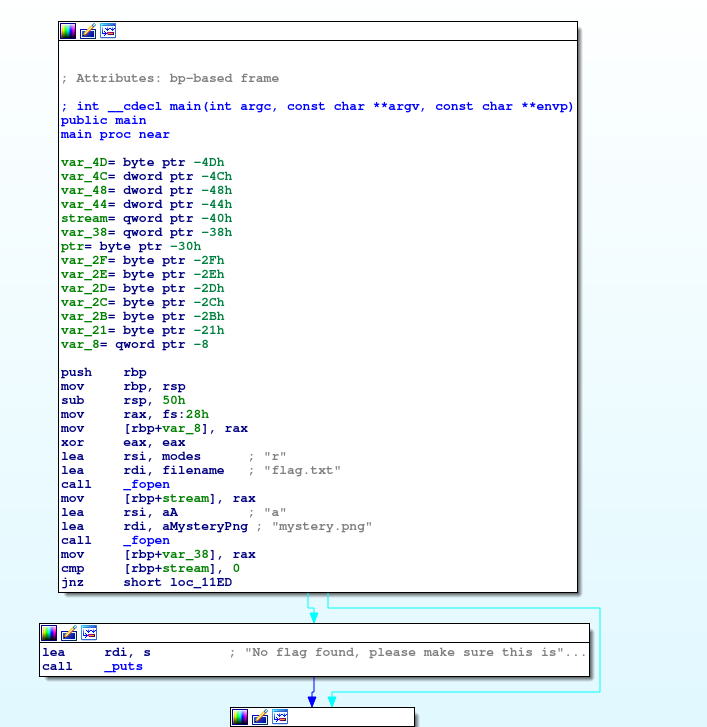 ; Attributes: bp-based frame
; int __cdecl main(int argc, const char **argv, const char **envp)
public main
main proc near
var_4D= byte ptr -4Dh
var_4C= dword ptr -4Ch
var_48= dword ptr -48h
var_44= dword ptr -44h
stream= qword ptr -40h
var_38= qword ptr -38h
ptr= byte ptr -30h
var_2F= byte ptr -2Fh
var_2E= byte ptr -2Eh
var_2D= byte ptr -2Dh
var_2C= byte ptr -2Ch
var_2B= byte ptr -2Bh
var_21= byte ptr -21h
var_8= qword ptr -8
push rbp
mov rbp, rsp
sub rsp, 50h
mov rax, fs:28h
mov [rbp+var_8], rax
xor eax, eax
lea rsi, modes ; "r"
lea rdi, filename ; "flag.txt"
call _fopen
mov [rbp+stream], rax
lea rsi, aA ; "a"
lea rdi, aMysteryPng ; "mystery.png"
call _fopen
mov [rbp+var_38], rax
cmp [rbp+stream], 0
jnz short loc_11ED
lea rdi, s ; "No flag found, please make sure this is"...
call _puts